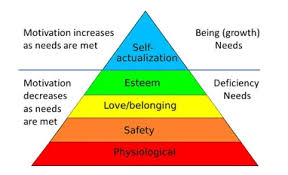 Motivation increases
as needs are met
Being (growth)
Needs
Self-
actualization
Motivation
decreases
as needs
are met
Esteem
Deficiency
Needs
Love/belonging
Safety
Physiological